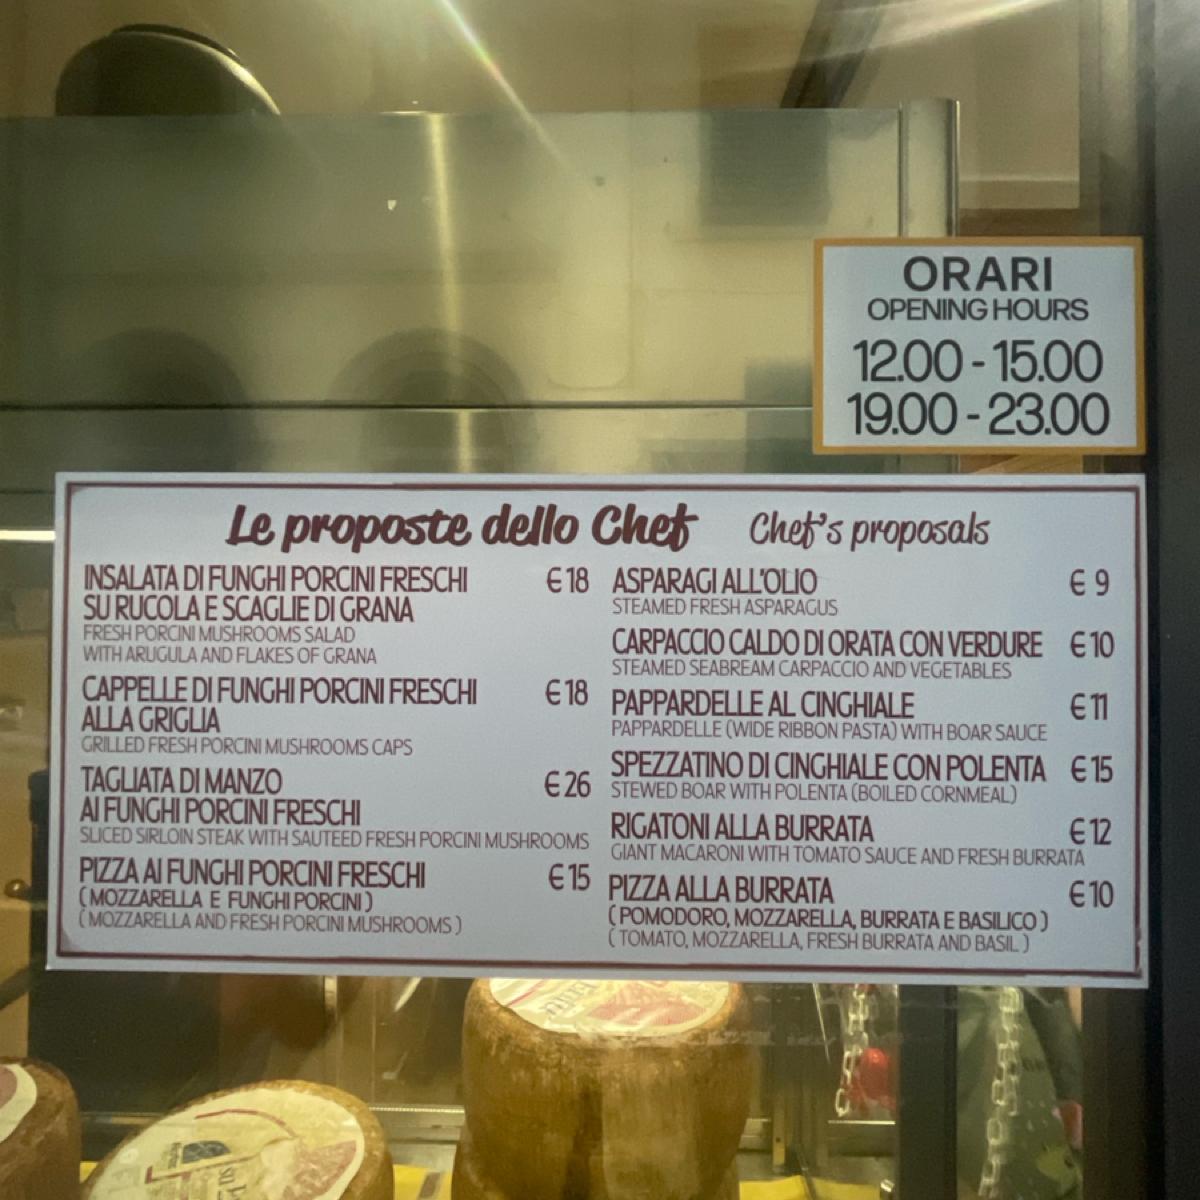 ORARI
OPENING HOURS
12.00 - 15.00
19.00 - 23.00
Le proposte dello Chef Chef's proposals
INSALATA DI FUNGHI PORCINI FRESCHI €18
SU RUCOLA E SCAGLIE DI GRANA
FRESH PORCINI MUSHROOMS SALAD
WITH ARUGULA AND FLAKES OF GRANA
CAPPELLE DI FUNGHI PORCINI FRESCHI €18
ALLA GRIGLIA
GRILLED FRESH PORCINI MUSHROOMS CAPS
TAGLIATA DI MANZO €26
AI FUNGHI PORCINI FRESCHI
SLICED SIRLOIN STEAK WITH SAUTEED FRESH PORCINI MUSHROOMS
PIZZA AI FUNGHI PORCINI FRESCHI €15
( MOZZARELLA E FUNGHI PORCINI )
( MOZZARELLA AND FRESH PORCINI MUSHROOMS )
ASPARAGI ALL'OLIO € 9
STEAMED FRESH ASPARAGUS
CARPACCIO CALDO DI ORATA CON VERDURE €10
STEAMED SEABREAM CARPACCIO AND VEGETABLES
PAPPARDELLE AL CINGHIALE €11
PAPPARDELLE (WIDE RIBBON PASTA) WITH BOAR SAUCE
SPEZZATINO DI CINGHIALE CON POLENTA €15
STEWED BOAR WITH POLENTA (BOILED CORNMEAL)
RIGATONI ALLA BURRATA €12
GIANT MACARONI WITH TOMATO SAUCE AND FRESH BURRATA
PIZZA ALLA BURRATA €10
( POMODORO, MOZZARELLA, BURRATA E BASILICO )
( TOMATO, MOZZARELLA, FRESH BURRATA AND BASIL )